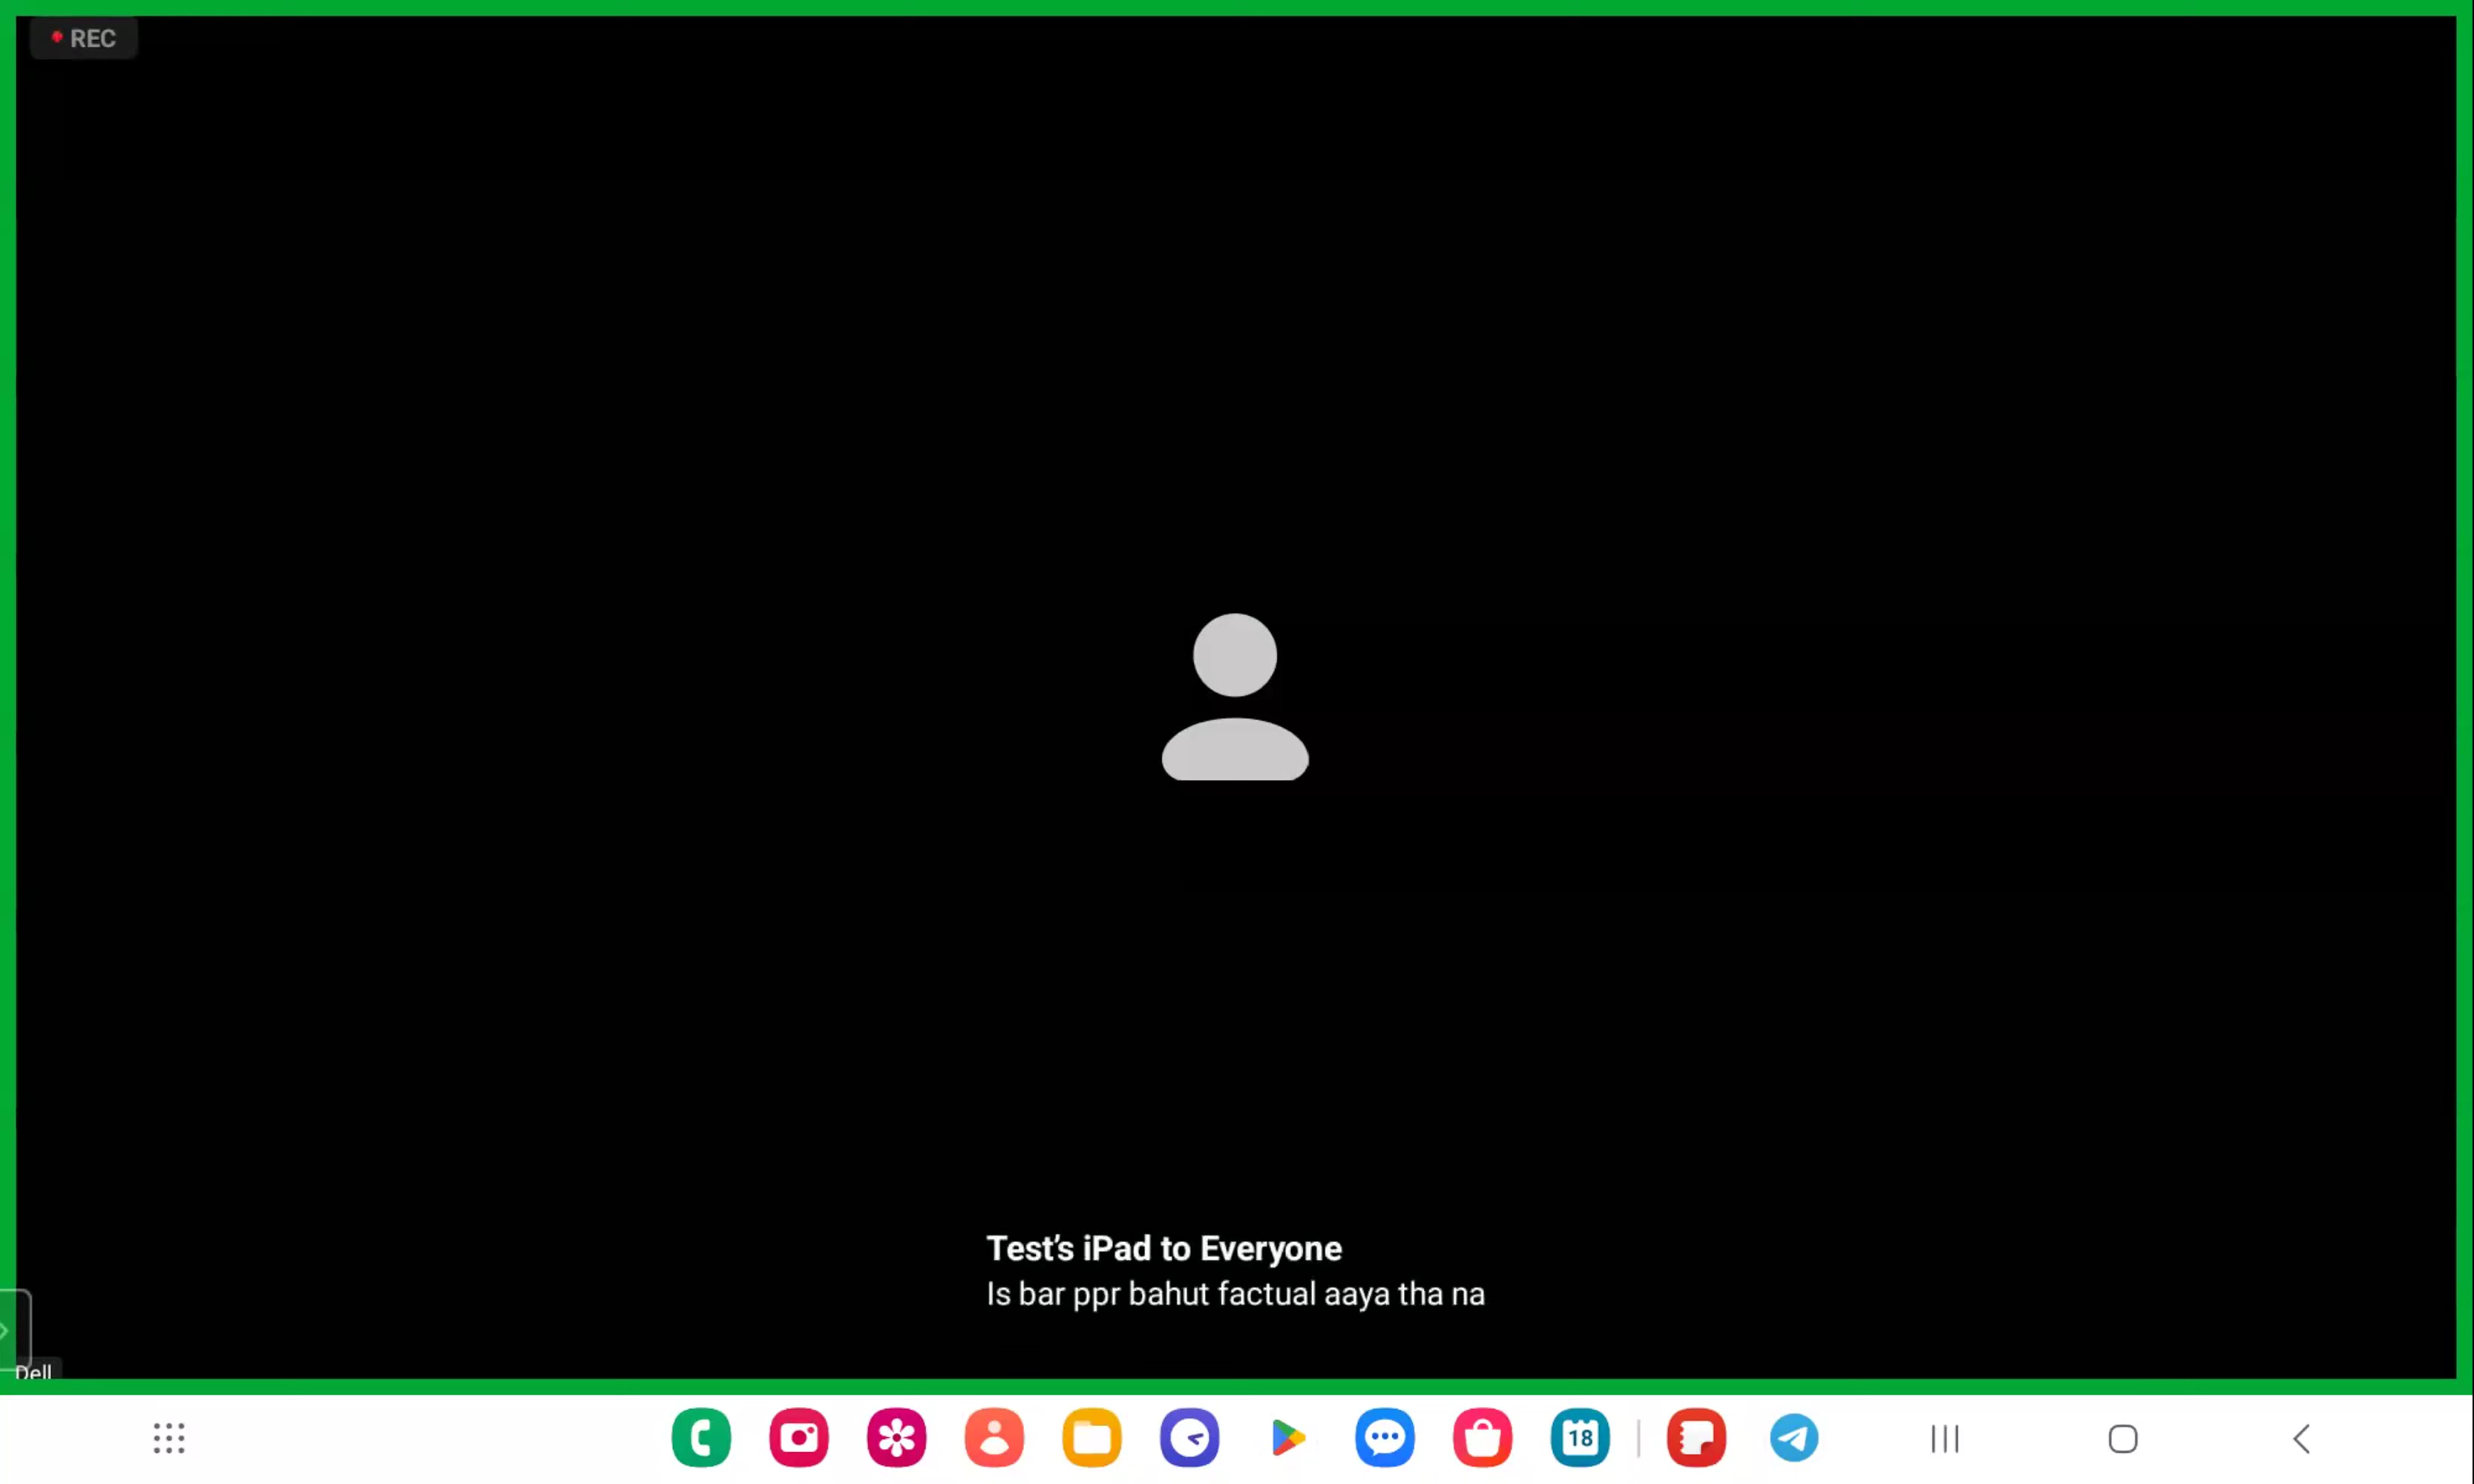 REC
Test's iPad to Everyone
Is bar ppr bahut factual aaya tha na
Dell
18